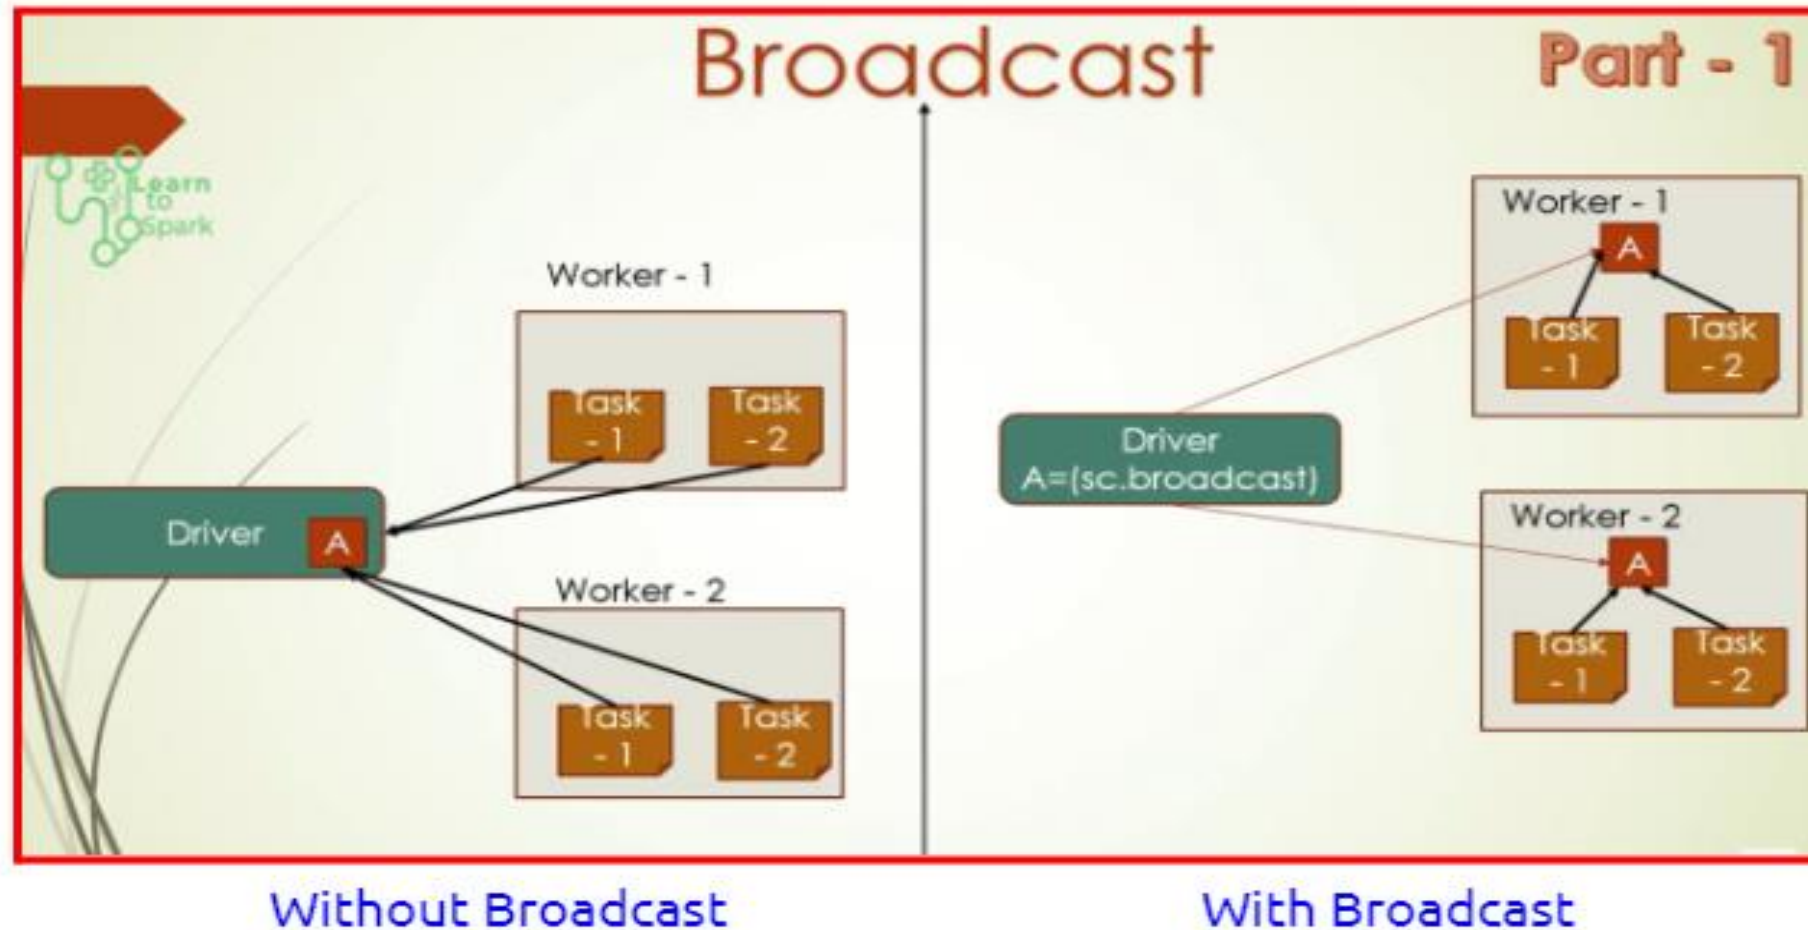 Broadcast
Part - 1
Learn
to
Spark
Worker - 1
Task
- 1
Task
- 2
Driver
A
Worker - 2
Task
- 1
Task
- 2
Worker - 1
A
Task
- 1
Task
- 2
Driver
A=(sc.broadcast)
Worker - 2
A
Task
- 1
Task
- 2
Without Broadcast
With Broadcast